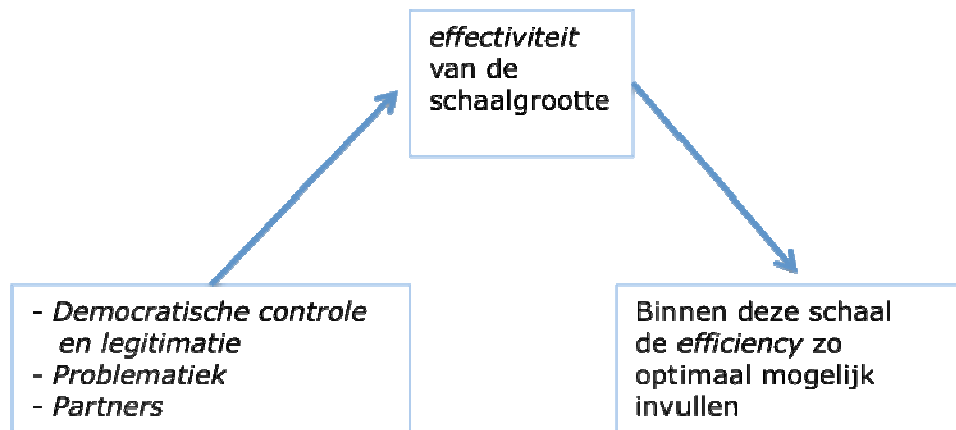 effectiviteit
van de
schaalgrootte
- Democratische controle
en legitimatie
- Problematiek
- Partners
Binnen deze schaal
de efficiency zo
optimaal mogelijk
invullen